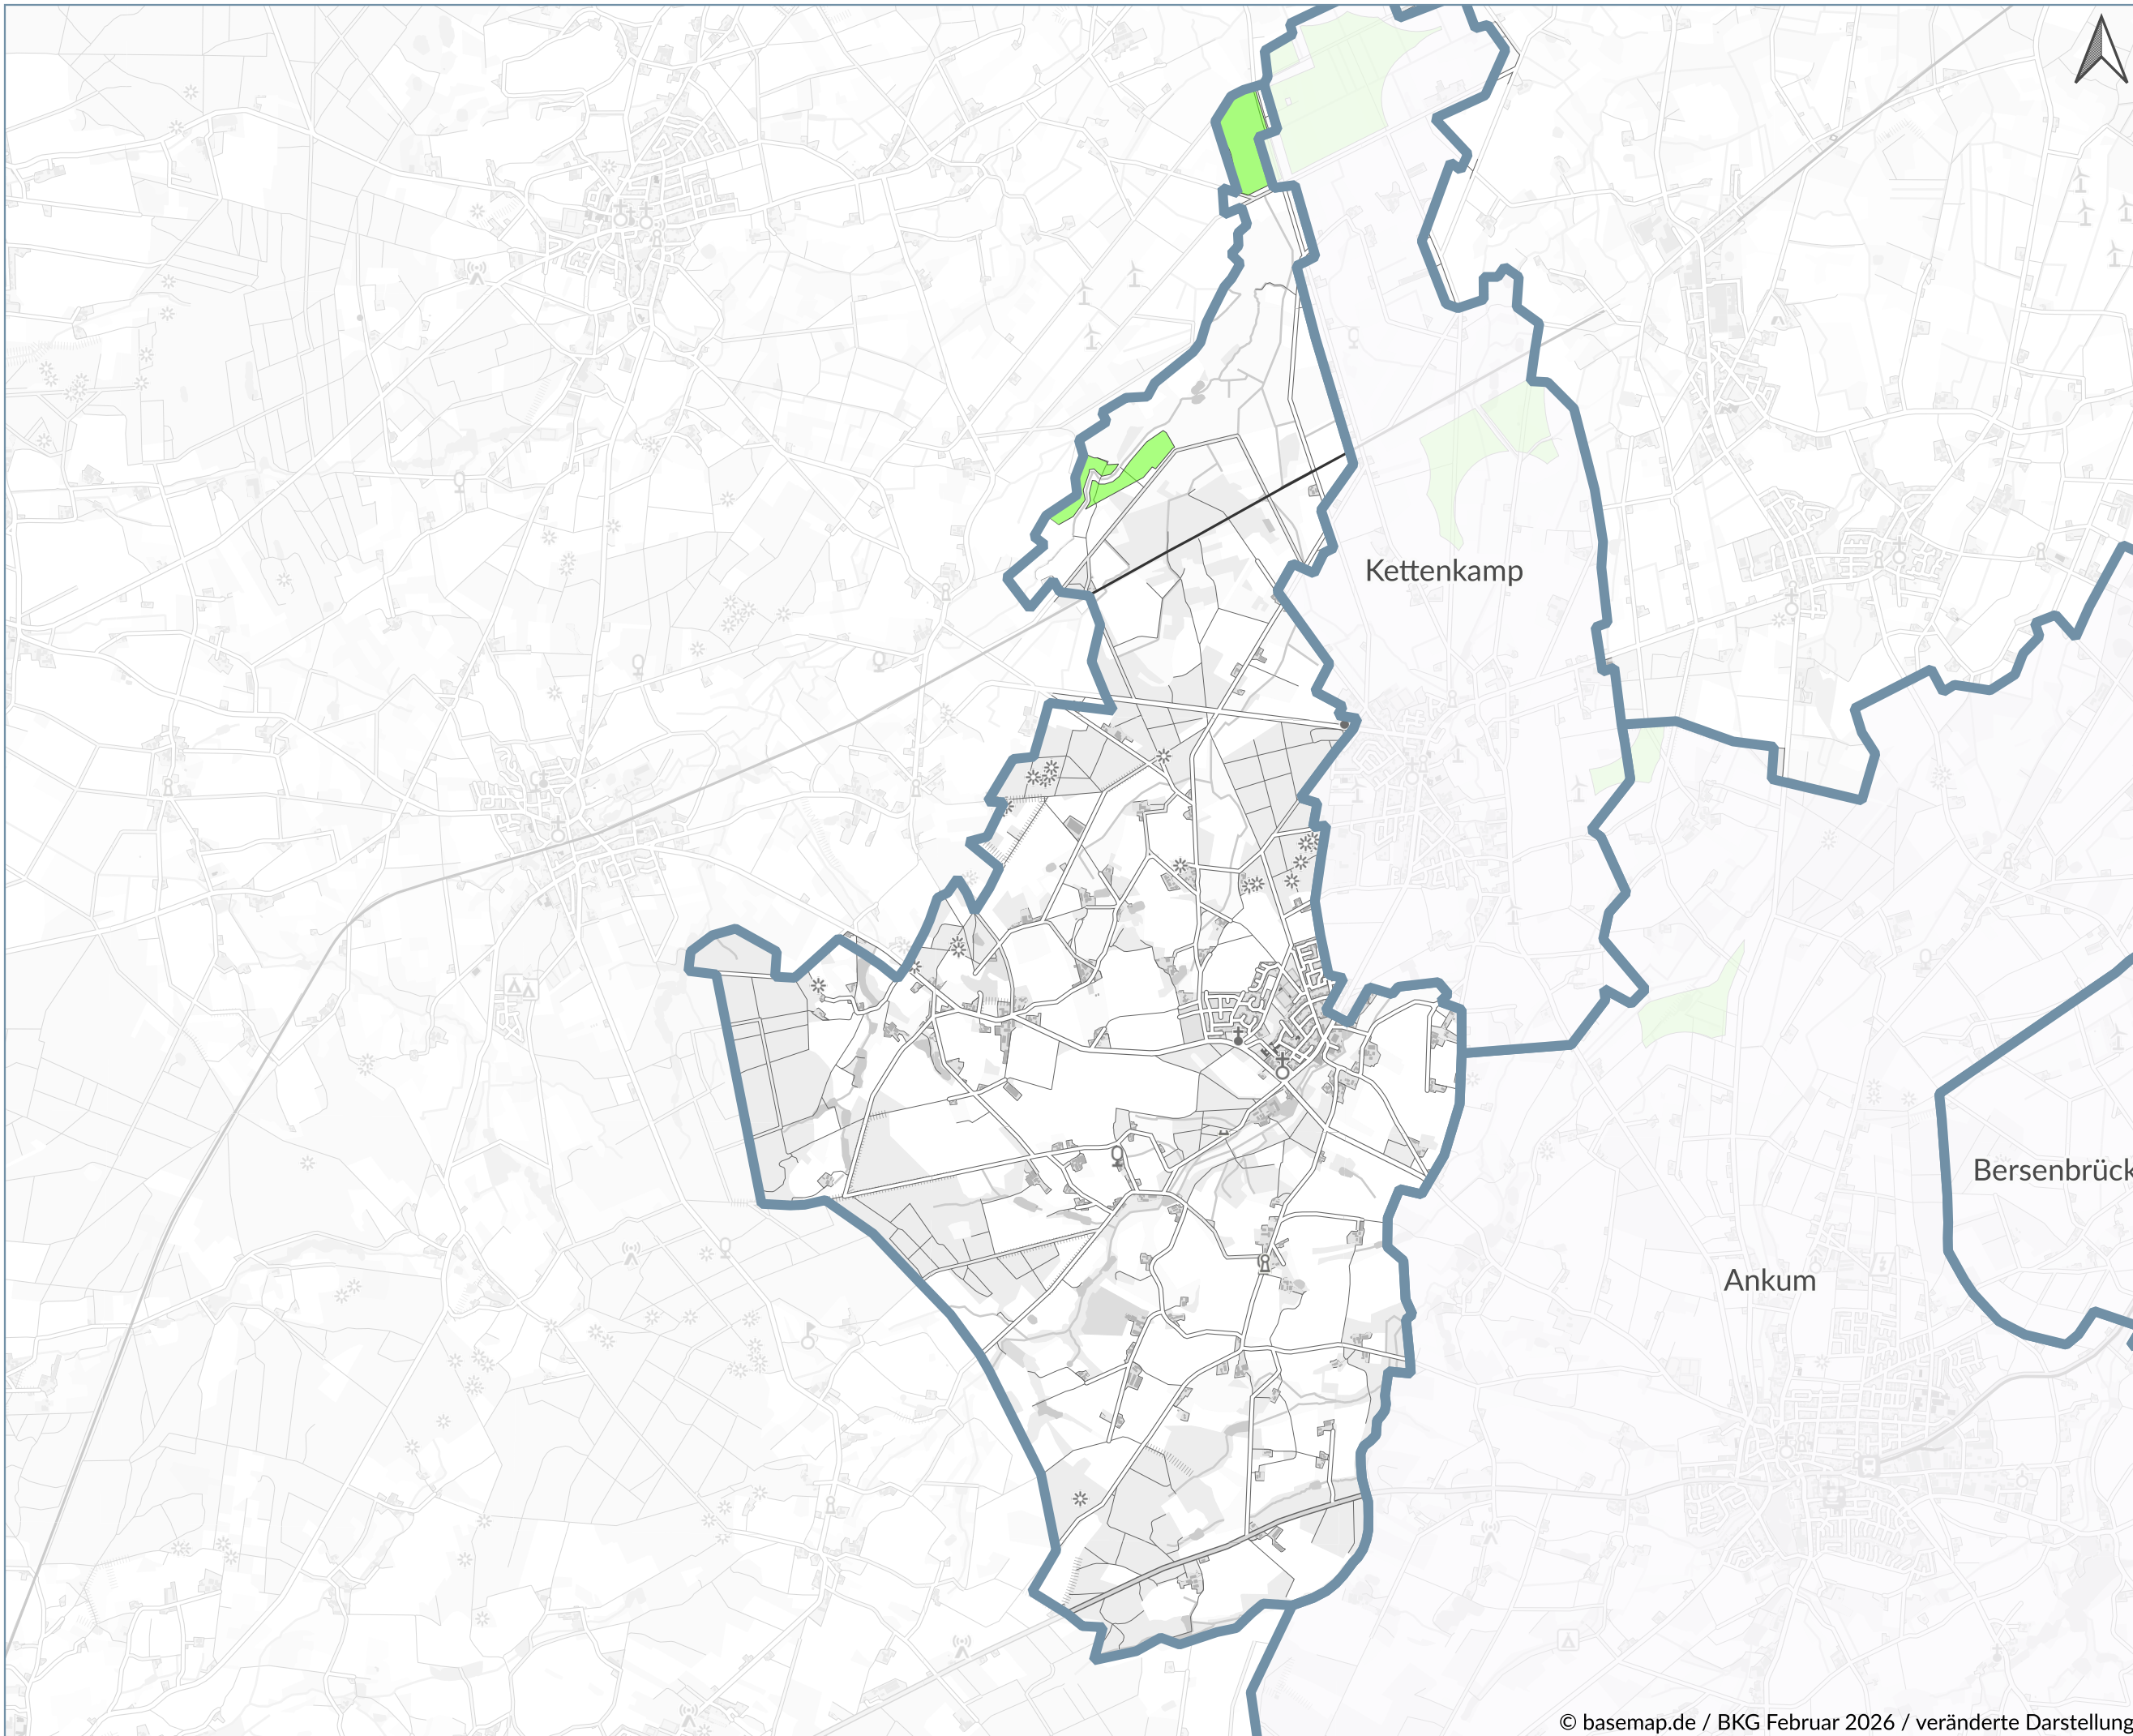 Kettenkamp
Bersenbrück
Ankum
© basemap.de / BKG Februar 2026 / veränderte Darstellung